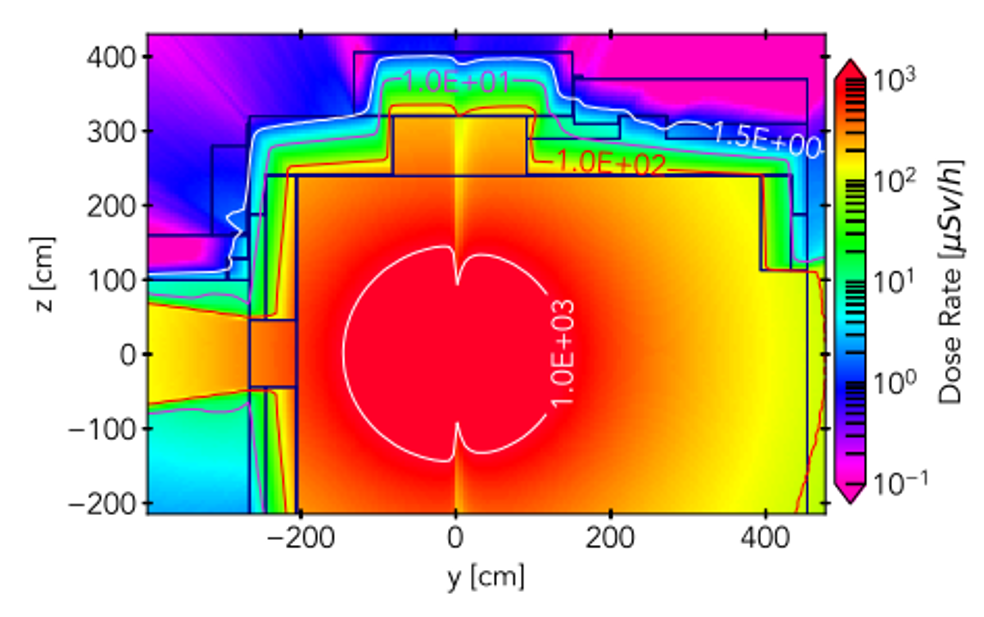 400
300
200
100
0
−100
−200
z [cm]
−200 0 200 400
y [cm]
1.0E+01
1.5E+00
1.0E+02
1.0E+03
10³
10²
10¹
10⁰
10⁻¹
Dose Rate [μSv/h]